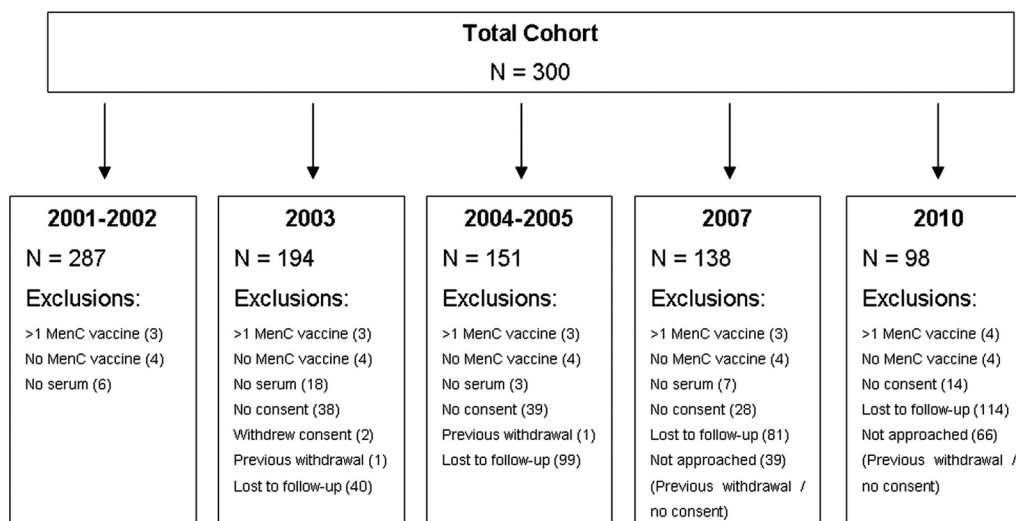 Total Cohort
N = 300
2001-2002
N = 287
Exclusions:
>1 MenC vaccine (3)
No MenC vaccine (4)
No serum (6)
2003
N = 194
Exclusions:
>1 MenC vaccine (3)
No MenC vaccine (4)
No serum (18)
No consent (38)
Withdrew consent (2)
Previous withdrawal (1)
Lost to follow-up (40)
2004-2005
N = 151
Exclusions:
>1 MenC vaccine (3)
No MenC vaccine (4)
No serum (3)
No consent (39)
Previous withdrawal (1)
Lost to follow-up (99)
2007
N = 138
Exclusions:
>1 MenC vaccine (3)
No MenC vaccine (4)
No serum (7)
No consent (28)
Lost to follow-up (81)
Not approached (39)
(Previous withdrawal /
no consent)
2010
N = 98
Exclusions:
>1 MenC vaccine (4)
No MenC vaccine (4)
No consent (14)
Lost to follow-up (114)
Not approached (66)
(Previous withdrawal /
no consent)